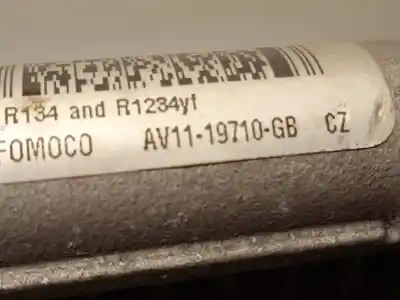 R134 and R1234yf
FOMOCO AV11-19710-GB CZ